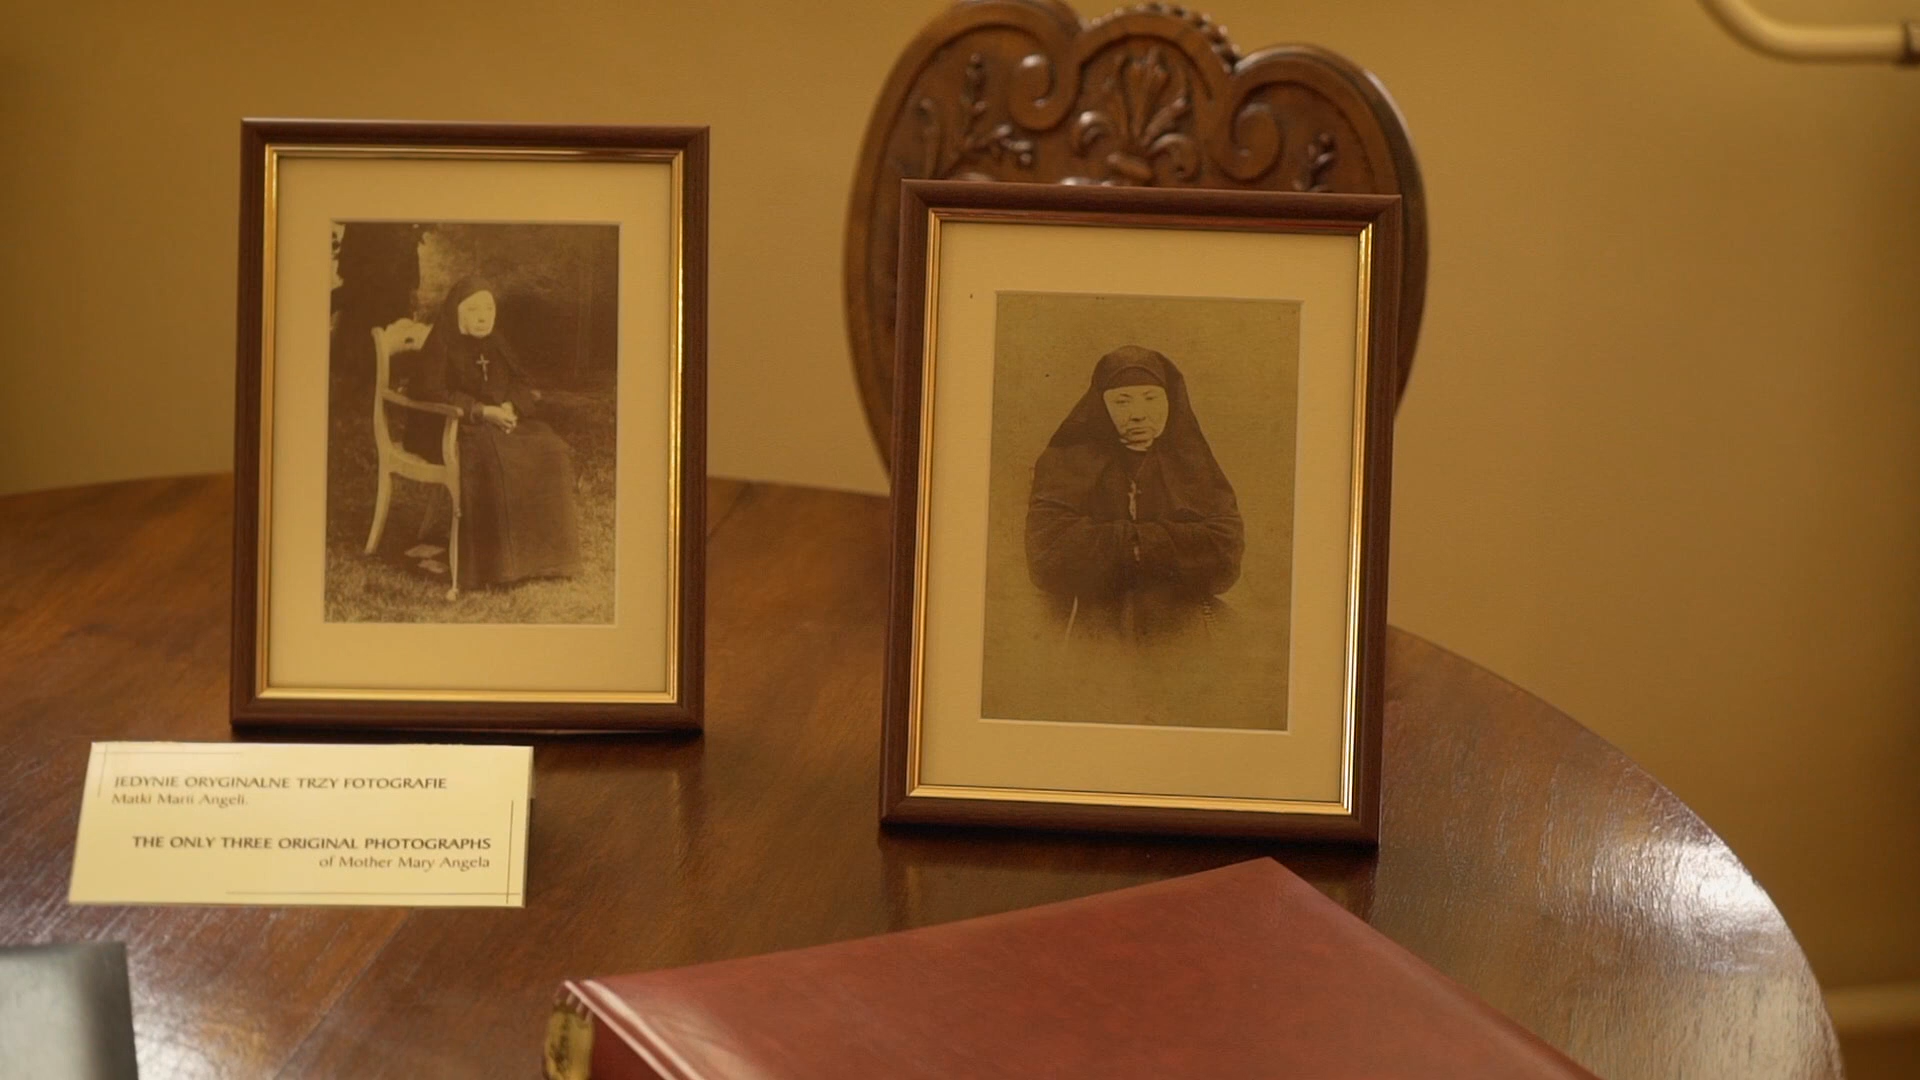 JEDYNIE ORYGINALNE TRZY FOTOGRAFIE
Matki Marii Angeli.
THE ONLY THREE ORIGINAL PHOTOGRAPHS
of Mother Mary Angela